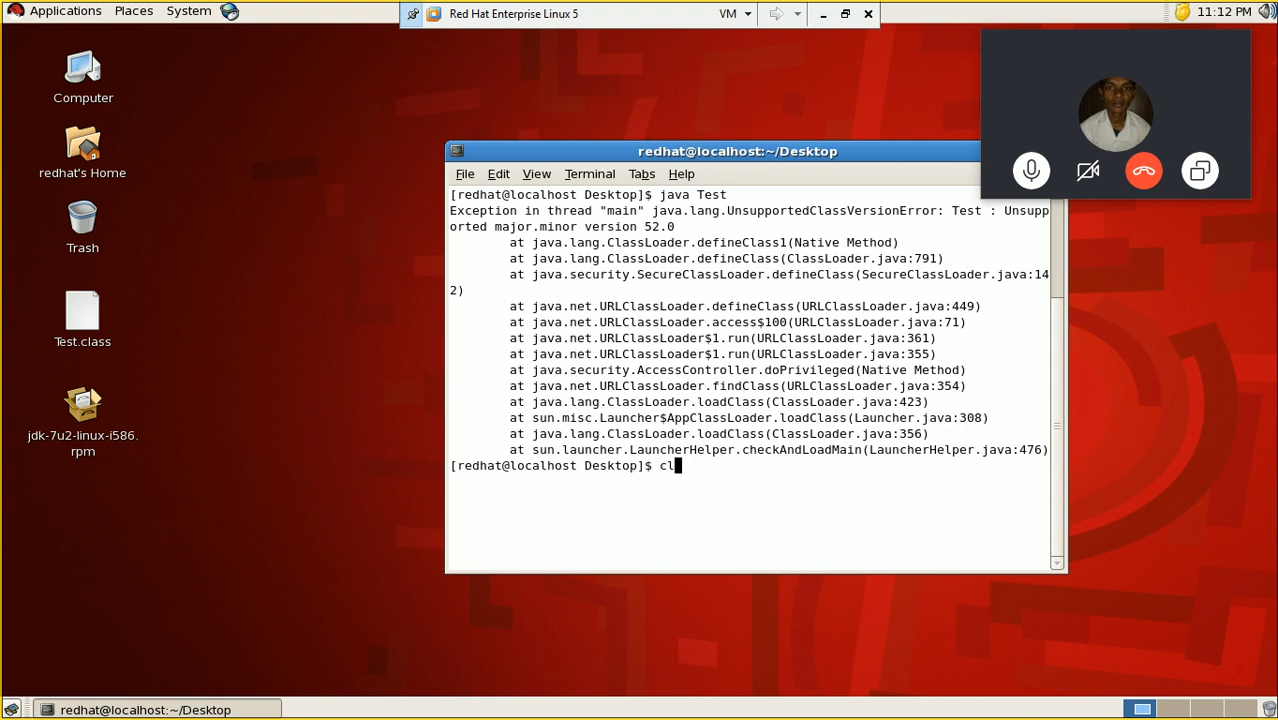 Applications Places System
Red Hat Enterprise Linux 5
VM
11:12 PM
Computer
redhat's Home
Trash
Test.class
jdk-7u2-linux-i586.
rpm
redhat@localhost:~/Desktop
File Edit View Terminal Tabs Help
[redhat@localhost Desktop]$ java Test
Exception in thread "main" java.lang.UnsupportedClassVersionError: Test : Unsupp
orted major.minor version 52.0
at java.lang.ClassLoader.defineClass1(Native Method)
at java.lang.ClassLoader.defineClass(ClassLoader.java:791)
at java.security.SecureClassLoader.defineClass(SecureClassLoader.java:14
2)
at java.net.URLClassLoader.defineClass(URLClassLoader.java:449)
at java.net.URLClassLoader.access$100(URLClassLoader.java:71)
at java.net.URLClassLoader$1.run(URLClassLoader.java:361)
at java.net.URLClassLoader$1.run(URLClassLoader.java:355)
at java.security.AccessController.doPrivileged(Native Method)
at java.net.URLClassLoader.findClass(URLClassLoader.java:354)
at java.lang.ClassLoader.loadClass(ClassLoader.java:423)
at sun.misc.Launcher$AppClassLoader.loadClass(Launcher.java:308)
at java.lang.ClassLoader.loadClass(ClassLoader.java:356)
at sun.launcher.LauncherHelper.checkAndLoadMain(LauncherHelper.java:476)
[redhat@localhost Desktop]$ cl
redhat@localhost:~/Desktop